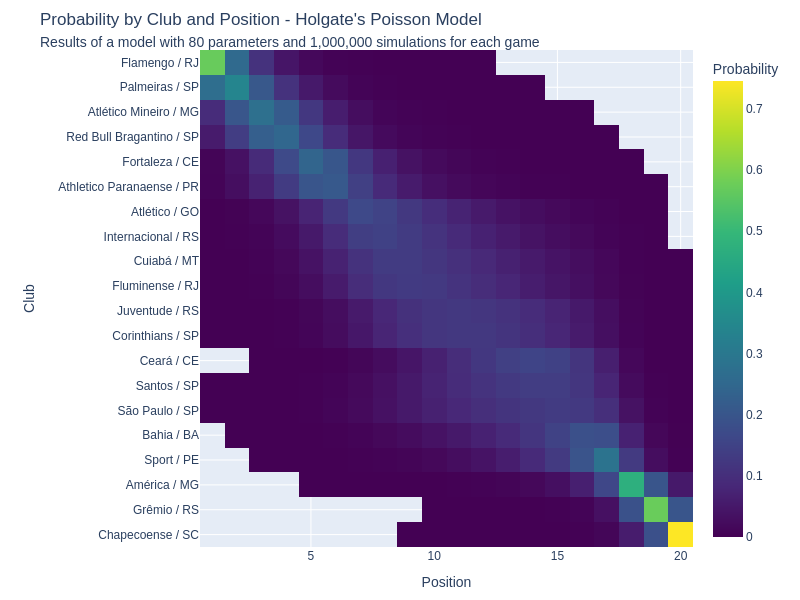 Probability by Club and Position - Holgate's Poisson Model
Results of a model with 80 parameters and 1,000,000 simulations for each game
Probability
Club
Flamengo / RJ
Palmeiras / SP
Atlético Mineiro / MG
Red Bull Bragantino / SP
Fortaleza / CE
Athletico Paranaense / PR
Atlético / GO
Internacional / RS
Cuiabá / MT
Fluminense / RJ
Juventude / RS
Corinthians / SP
Ceará / CE
Santos / SP
São Paulo / SP
Bahia / BA
Sport / PE
América / MG
Grêmio / RS
Chapecoense / SC
0.7
0.6
0.5
0.4
0.3
0.2
0.1
0
5 10 15 20
Position